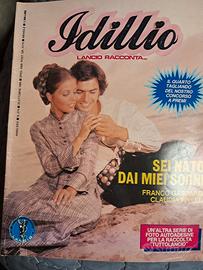 Idillio
LANCIO RACCONTA...
IL QUARTO
TAGLIANDO
DEL NOSTRO
CONCORSO
A PREMI
SEI NATO
DAI MIEI SOGNI
FRANCO
CLAUDIA
UN'ALTRA SERIE DI
FOTO AUTOADESIVE
PER LA RACCOLTA
"TUTTOLANCIO"